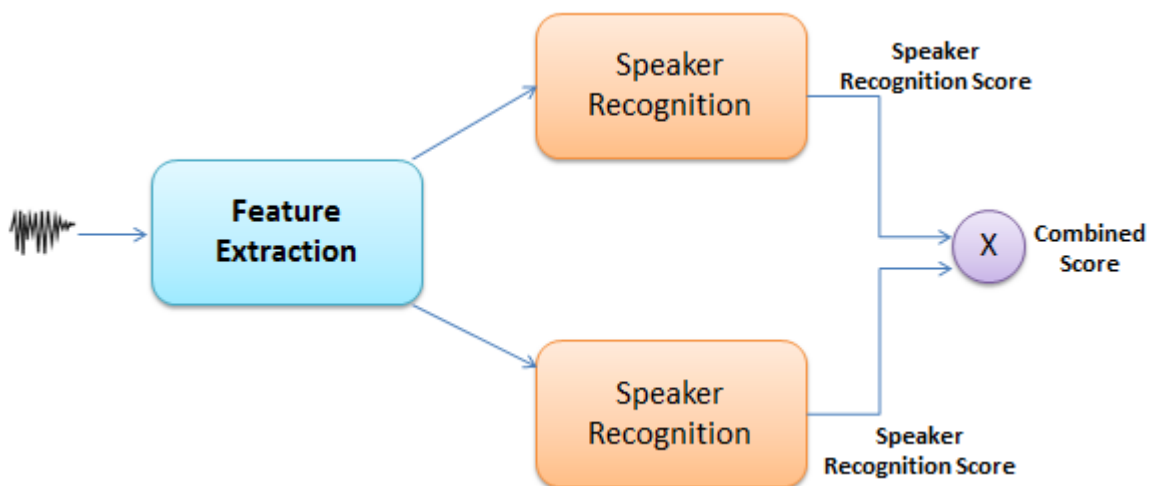 Speaker
Recognition
Speaker
Recognition Score
Feature
Extraction
X
Combined
Score
Speaker
Recognition
Speaker
Recognition Score